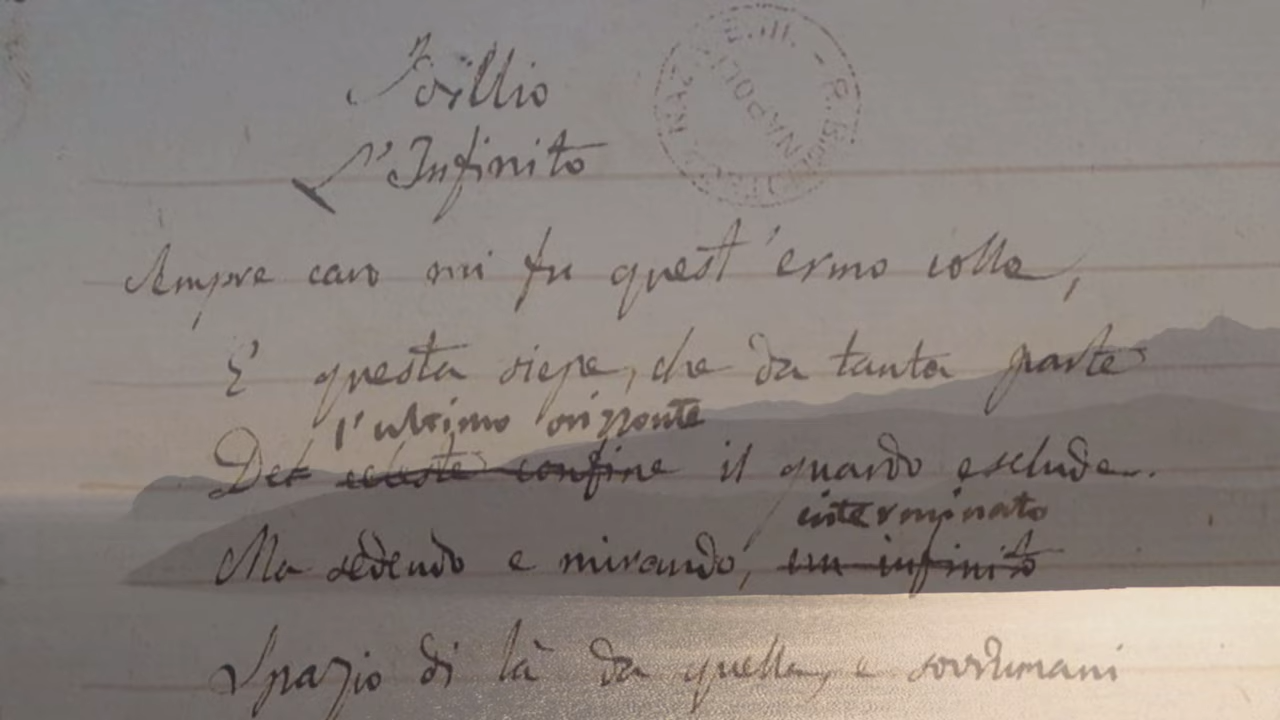 Idillio
L'Infinito
NAPOLI
Sempre caro mi fu quest'ermo colle,
E questa siepe, che da tanta parte
l'ultimo orizzonte
Del celeste confine il guardo esclude.
interminato
Ma sedendo e mirando, un infinito
Spazio di là da quella, e sovrumani